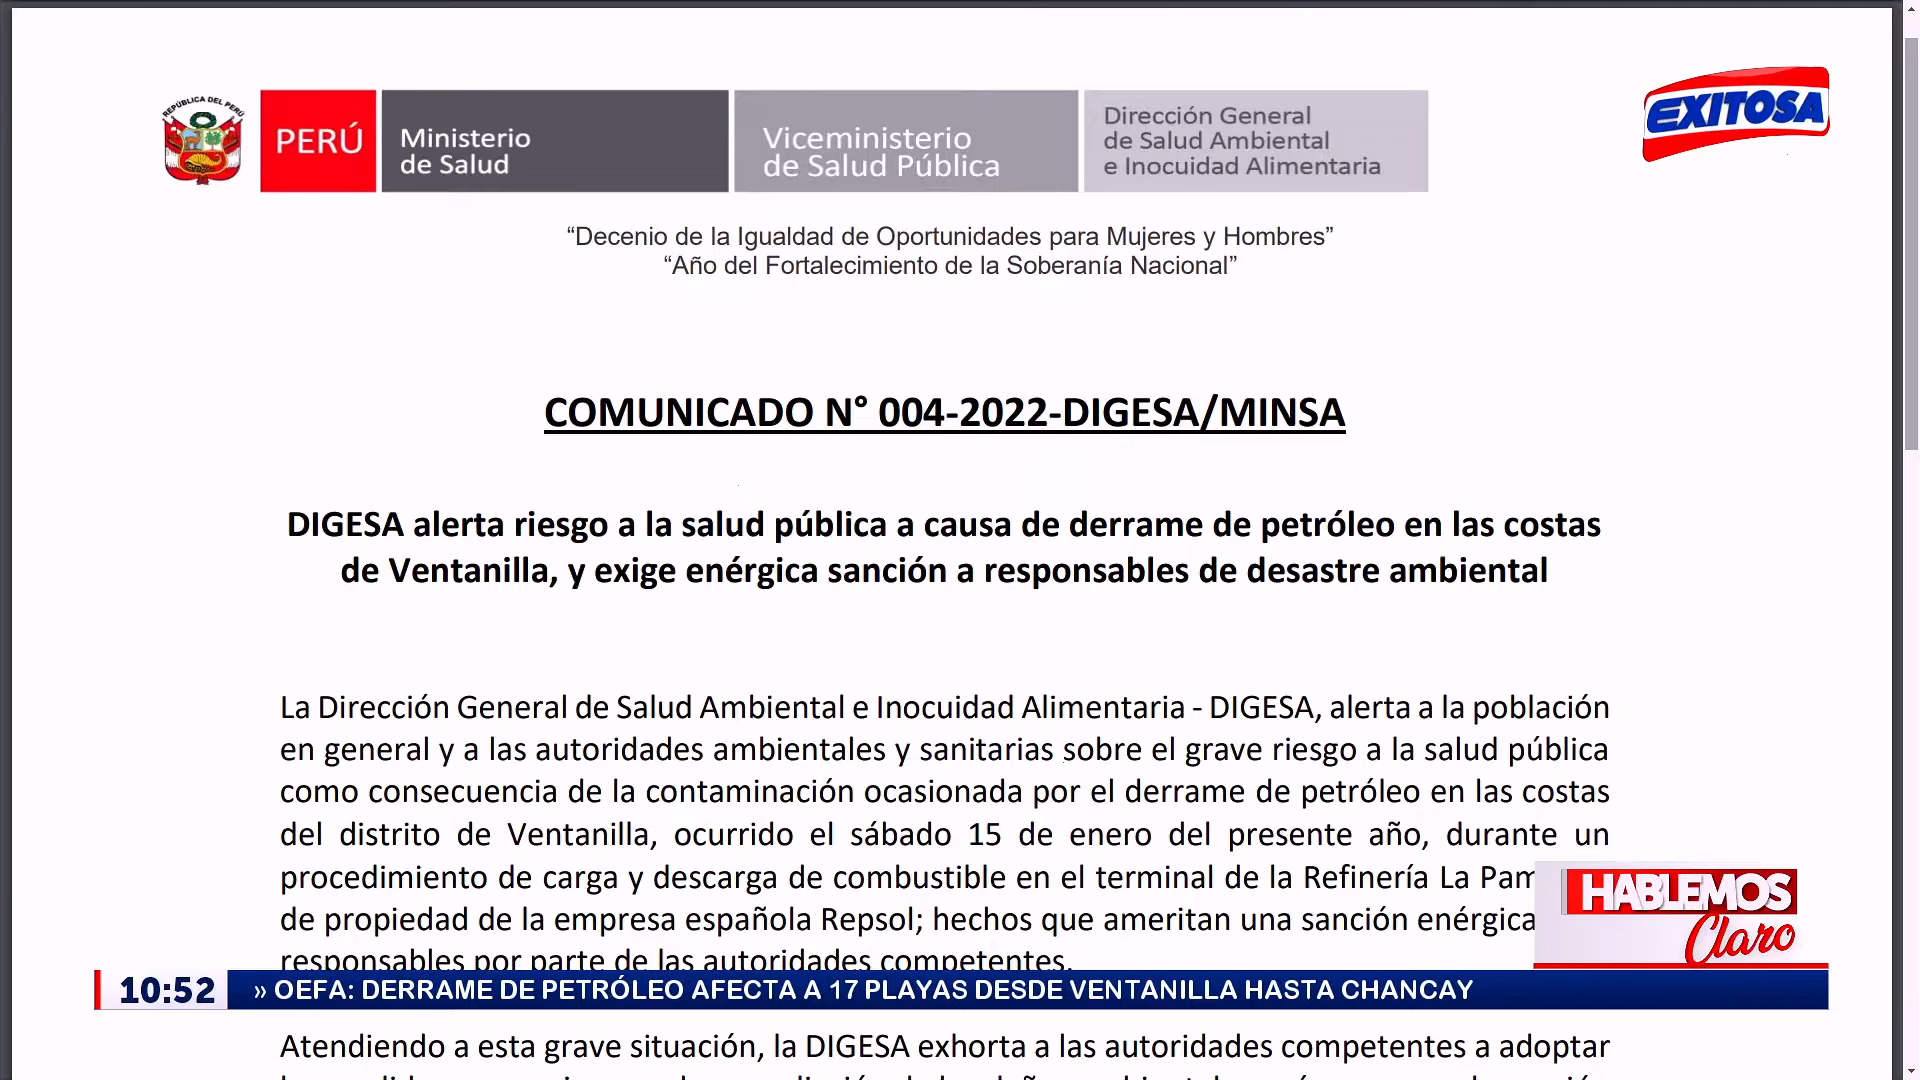 REPÚBLICA DEL PERÚ
PERÚ
Ministerio
de Salud
Viceministerio
de Salud Pública
Dirección General
de Salud Ambiental
e Inocuidad Alimentaria
EXITOSA
“Decenio de la Igualdad de Oportunidades para Mujeres y Hombres”
“Año del Fortalecimiento de la Soberanía Nacional”
COMUNICADO N° 004-2022-DIGESA/MINSA
DIGESA alerta riesgo a la salud pública a causa de derrame de petróleo en las costas
de Ventanilla, y exige enérgica sanción a responsables de desastre ambiental
La Dirección General de Salud Ambiental e Inocuidad Alimentaria - DIGESA, alerta a la población
en general y a las autoridades ambientales y sanitarias sobre el grave riesgo a la salud pública
como consecuencia de la contaminación ocasionada por el derrame de petróleo en las costas
del distrito de Ventanilla, ocurrido el sábado 15 de enero del presente año, durante un
procedimiento de carga y descarga de combustible en el terminal de la Refinería La Pam
de propiedad de la empresa española Repsol; hechos que ameritan una sanción enérgica
responsables por parte de las autoridades competentes.
HABLEMOS
Claro
10:52
» OEFA: DERRAME DE PETRÓLEO AFECTA A 17 PLAYAS DESDE VENTANILLA HASTA CHANCAY
Atendiendo a esta grave situación, la DIGESA exhorta a las autoridades competentes a adoptar